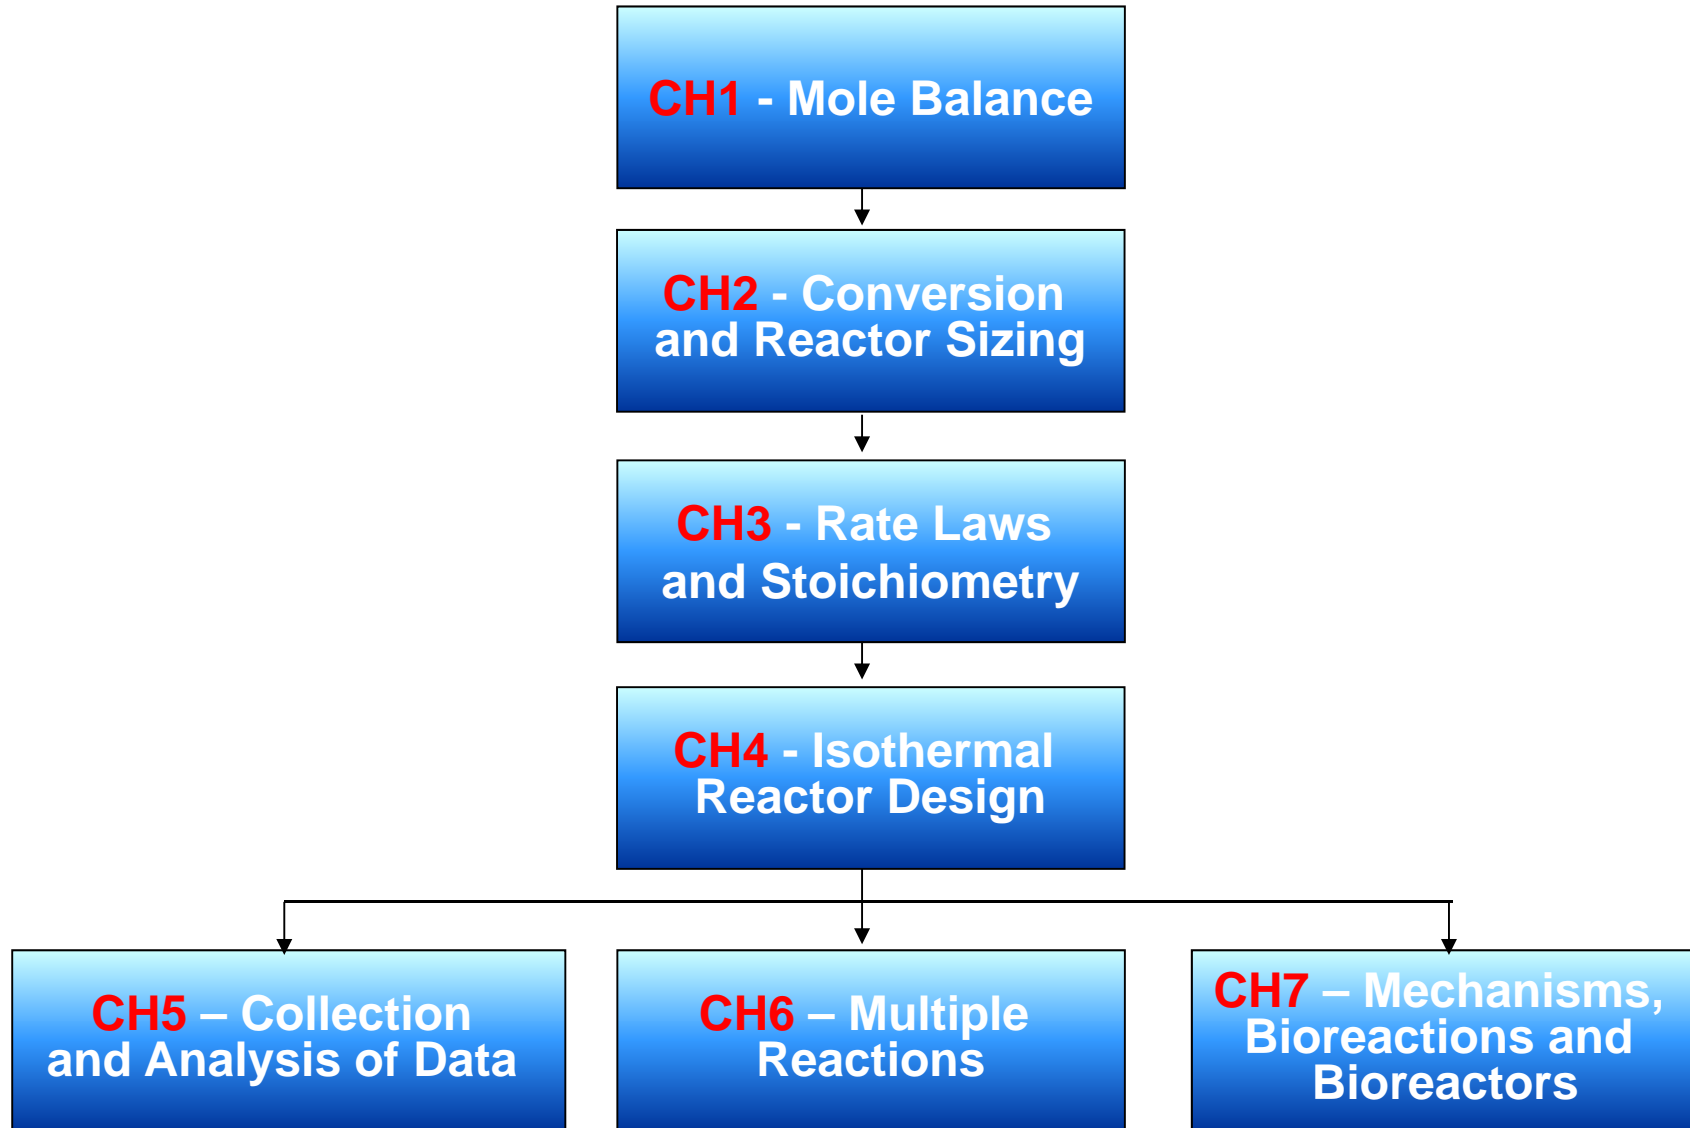 CH1 - Mole Balance
CH2 - Conversion
and Reactor Sizing
CH3 - Rate Laws
and Stoichiometry
CH4 - Isothermal
Reactor Design
CH5 – Collection
and Analysis of Data
CH6 – Multiple
Reactions
CH7 – Mechanisms,
Bioreactions and
Bioreactors